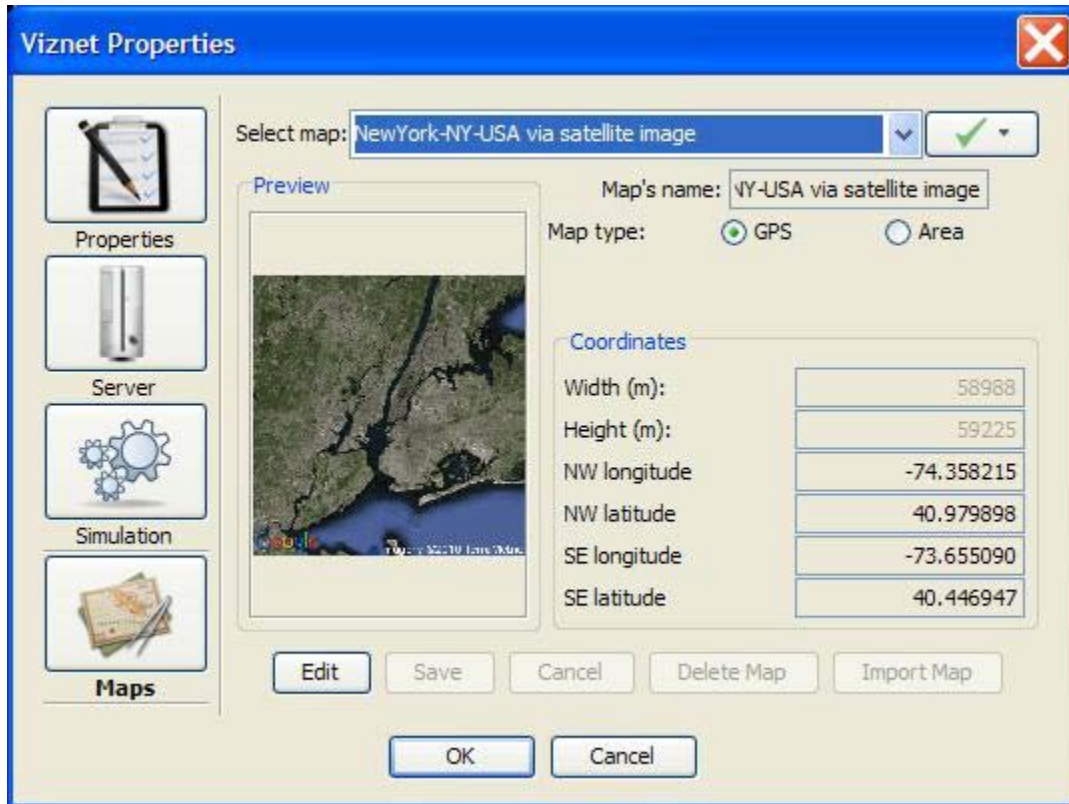 Viznet Properties
Select map: NewYork-NY-USA via satellite image
Properties
Server
Simulation
Maps
Preview
Google
Map's name: NY-USA via satellite image
Map type: GPS Area
Coordinates
Width (m): 58988
Height (m): 59225
NW longitude -74.358215
NW latitude 40.979898
SE longitude -73.655090
SE latitude 40.446947
Edit Save Cancel Delete Map Import Map
OK Cancel